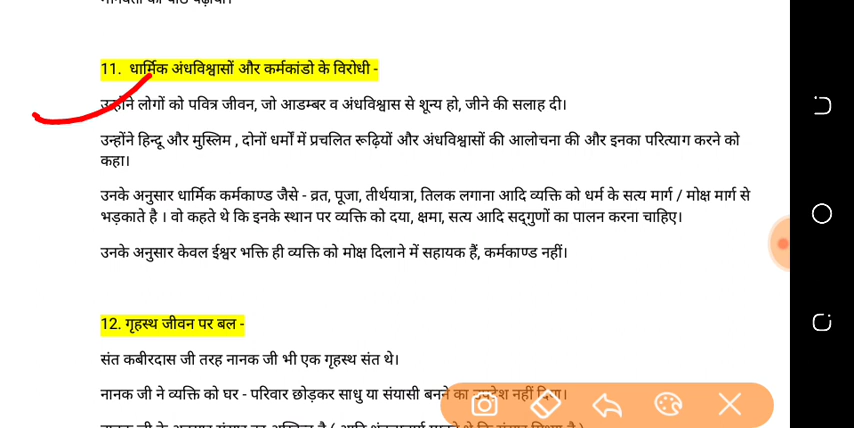 11. धार्मिक अंधविश्वासों और कर्मकांडो के विरोधी -
उन्होंने लोगों को पवित्र जीवन, जो आडम्बर व अंधविश्वास से शून्य हो, जीने की सलाह दी।
उन्होंने हिन्दू और मुस्लिम , दोनों धर्मों में प्रचलित रूढ़ियों और अंधविश्वासों की आलोचना की और इनका परित्याग करने को
कहा।
उनके अनुसार धार्मिक कर्मकाण्ड जैसे - व्रत, पूजा, तीर्थयात्रा, तिलक लगाना आदि व्यक्ति को धर्म के सत्य मार्ग / मोक्ष मार्ग से
भड़काते है । वो कहते थे कि इनके स्थान पर व्यक्ति को दया, क्षमा, सत्य आदि सद्‌गुणों का पालन करना चाहिए।
उनके अनुसार केवल ईश्वर भक्ति ही व्यक्ति को मोक्ष दिलाने में सहायक हैं, कर्मकाण्ड नहीं।
12. गृहस्थ जीवन पर बल -
संत कबीरदास जी तरह नानक जी भी एक गृहस्थ संत थे।
नानक जी ने व्यक्ति को घर - परिवार छोड़कर साधु या संयासी बनने का उपदेश नहीं दिया।